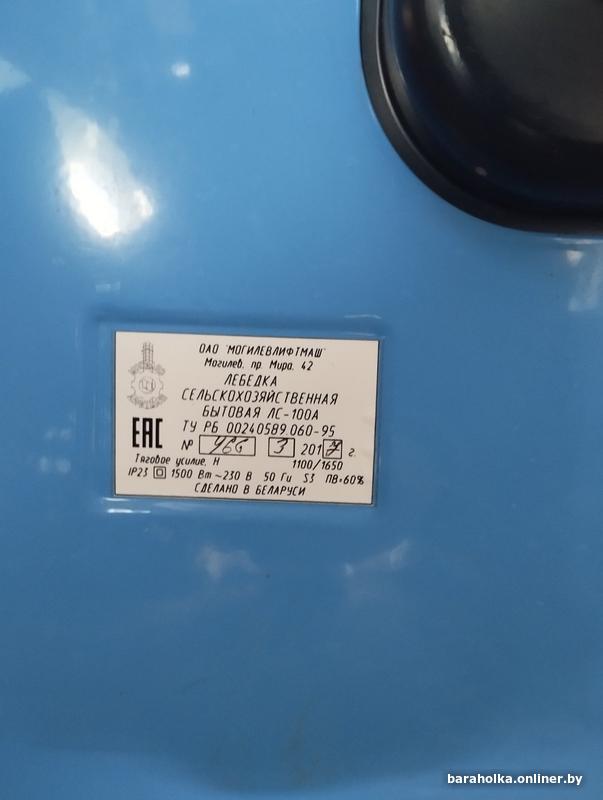 ОАО "МОГИЛЕВЛИФТМАШ"
Могилев, пр. Мира, 42
ЛЕБЕДКА
СЕЛЬСКОХОЗЯЙСТВЕННАЯ
БЫТОВАЯ ЛС-100А
EAC
ТУ РБ 00240589.060-95
№ 3 2017 г.
Тяговое усилие, Н 1100/1650
IP23 1500 Вт ~230 В 50 Гц S3 ПВ=60%
СДЕЛАНО В БЕЛАРУСИ
baraholka.onliner.by